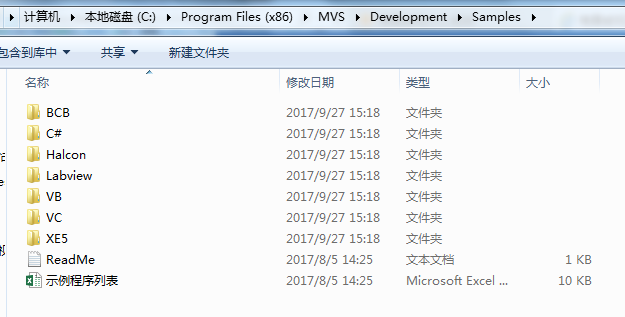 计算机 ▸ 本地磁盘 (C:) ▸ Program Files (x86) ▸ MVS ▸ Development ▸ Samples ▸
包含到库中 共享 新建文件夹
名称 修改日期 类型 大小
BCB 2017/9/27 15:18 文件夹
C# 2017/9/27 15:18 文件夹
Halcon 2017/9/27 15:18 文件夹
Labview 2017/9/27 15:18 文件夹
VB 2017/9/27 15:18 文件夹
VC 2017/9/27 15:18 文件夹
XE5 2017/9/27 15:18 文件夹
ReadMe 2017/8/5 14:25 文本文档 1 KB
示例程序列表 2017/8/5 14:25 Microsoft Excel ... 10 KB